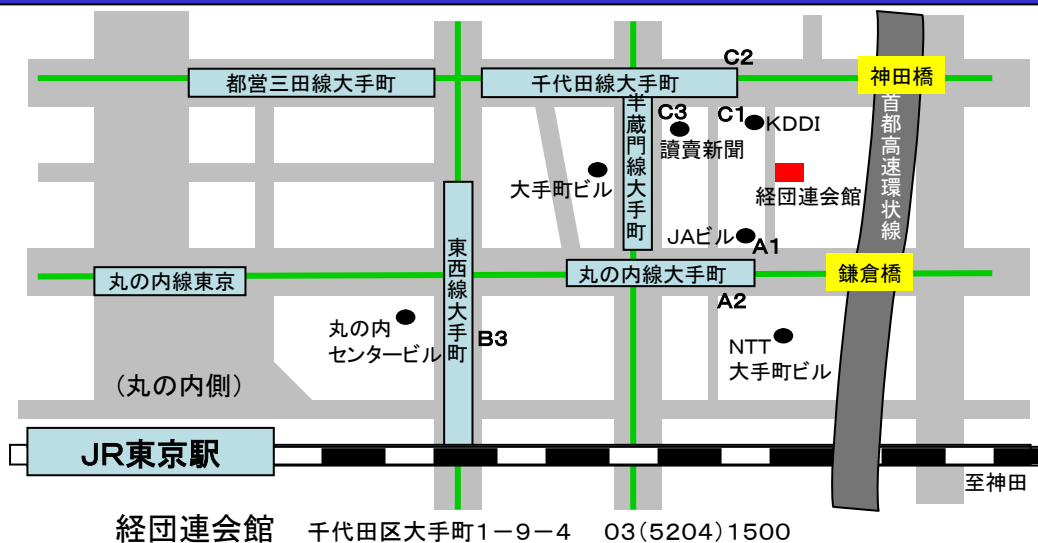 C2
都営三田線大手町
千代田線大手町
神田橋
半蔵門線大手町
C3
C1
KDDI
讀賣新聞
首都高速環状線
大手町ビル
経団連会館
東西線大手町
JAビル
A1
丸の内線東京
丸の内線大手町
鎌倉橋
A2
丸の内
センタービル
B3
NTT
大手町ビル
(丸の内側)
JR東京駅
至神田
経団連会館 千代田区大手町1-9-4 03(5204)1500